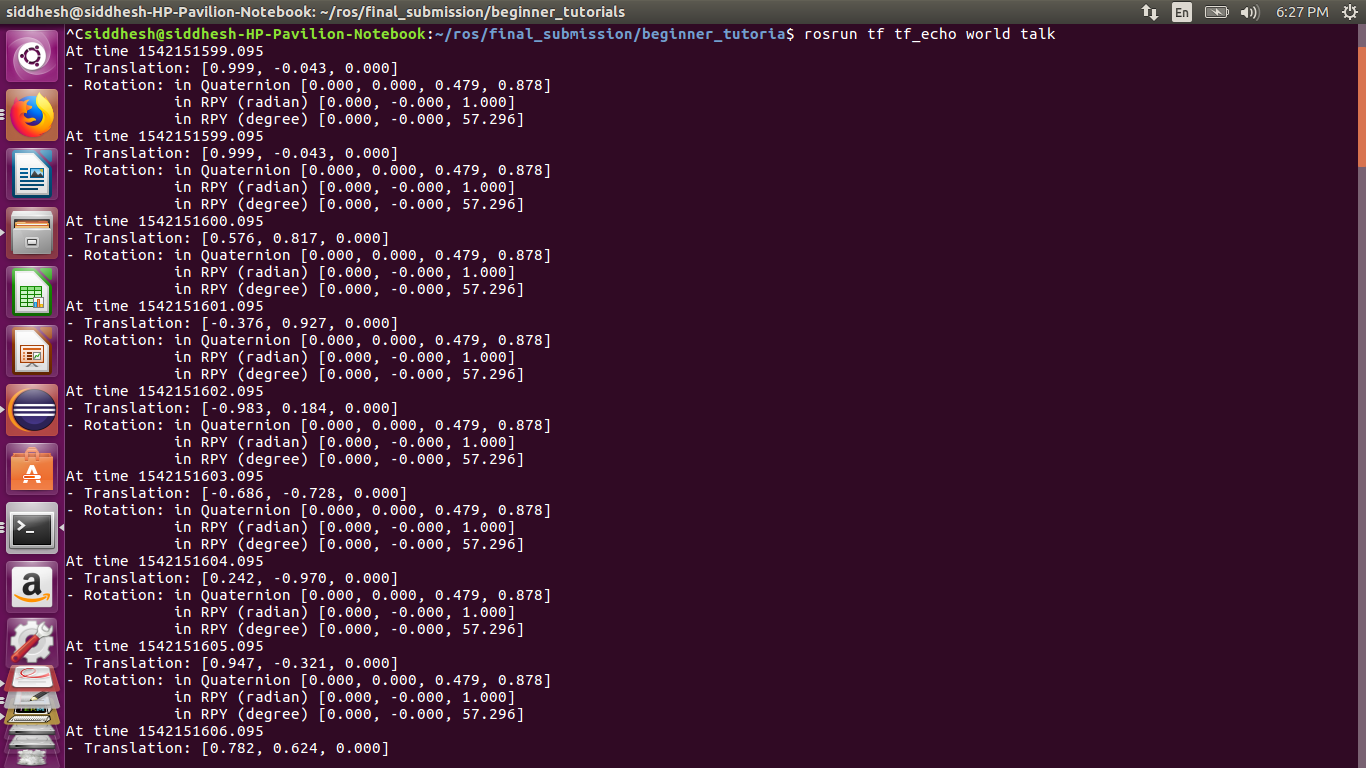 siddhesh@siddhesh-HP-Pavilion-Notebook: ~/ros/final_submission/beginner_tutorials
En
6:27 PM
^Csiddhesh@siddhesh-HP-Pavilion-Notebook:~/ros/final_submission/beginner_tutoria$ rosrun tf tf_echo world talk
At time 1542151599.095
- Translation: [0.999, -0.043, 0.000]
- Rotation: in Quaternion [0.000, 0.000, 0.479, 0.878]
            in RPY (radian) [0.000, -0.000, 1.000]
            in RPY (degree) [0.000, -0.000, 57.296]
At time 1542151599.095
- Translation: [0.999, -0.043, 0.000]
- Rotation: in Quaternion [0.000, 0.000, 0.479, 0.878]
            in RPY (radian) [0.000, -0.000, 1.000]
            in RPY (degree) [0.000, -0.000, 57.296]
At time 1542151600.095
- Translation: [0.576, 0.817, 0.000]
- Rotation: in Quaternion [0.000, 0.000, 0.479, 0.878]
            in RPY (radian) [0.000, -0.000, 1.000]
            in RPY (degree) [0.000, -0.000, 57.296]
At time 1542151601.095
- Translation: [-0.376, 0.927, 0.000]
- Rotation: in Quaternion [0.000, 0.000, 0.479, 0.878]
            in RPY (radian) [0.000, -0.000, 1.000]
            in RPY (degree) [0.000, -0.000, 57.296]
At time 1542151602.095
- Translation: [-0.983, 0.184, 0.000]
- Rotation: in Quaternion [0.000, 0.000, 0.479, 0.878]
            in RPY (radian) [0.000, -0.000, 1.000]
            in RPY (degree) [0.000, -0.000, 57.296]
At time 1542151603.095
- Translation: [-0.686, -0.728, 0.000]
- Rotation: in Quaternion [0.000, 0.000, 0.479, 0.878]
            in RPY (radian) [0.000, -0.000, 1.000]
            in RPY (degree) [0.000, -0.000, 57.296]
At time 1542151604.095
- Translation: [0.242, -0.970, 0.000]
- Rotation: in Quaternion [0.000, 0.000, 0.479, 0.878]
            in RPY (radian) [0.000, -0.000, 1.000]
            in RPY (degree) [0.000, -0.000, 57.296]
At time 1542151605.095
- Translation: [0.947, -0.321, 0.000]
- Rotation: in Quaternion [0.000, 0.000, 0.479, 0.878]
            in RPY (radian) [0.000, -0.000, 1.000]
            in RPY (degree) [0.000, -0.000, 57.296]
At time 1542151606.095
- Translation: [0.782, 0.624, 0.000]